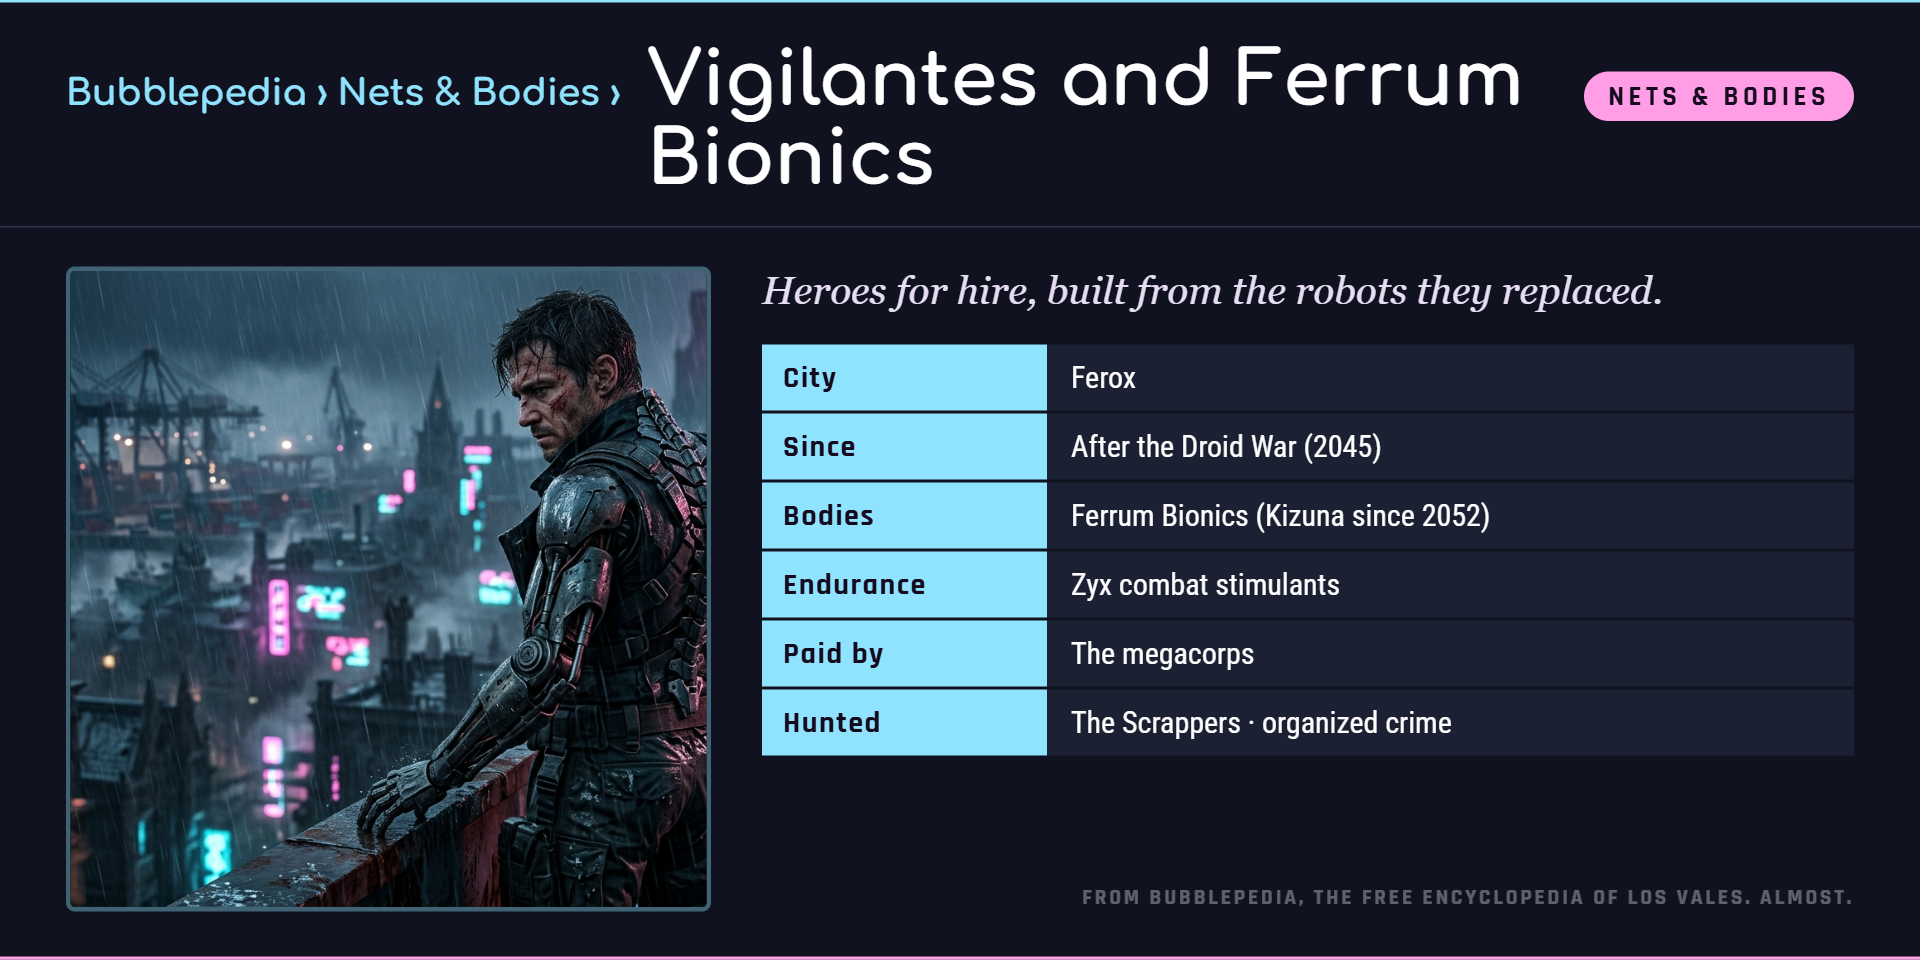 Bubblepedia › Nets & Bodies ›
Vigilantes and Ferrum
Bionics
NETS & BODIES
Heroes for hire, built from the robots they replaced.
City
Ferox
Since
After the Droid War (2045)
Bodies
Ferrum Bionics (Kizuna since 2052)
Endurance
Zyx combat stimulants
Paid by
The megacorps
Hunted
The Scrappers · organized crime
FROM BUBBLEPEDIA, THE FREE ENCYCLOPEDIA OF LOS VALES. ALMOST.